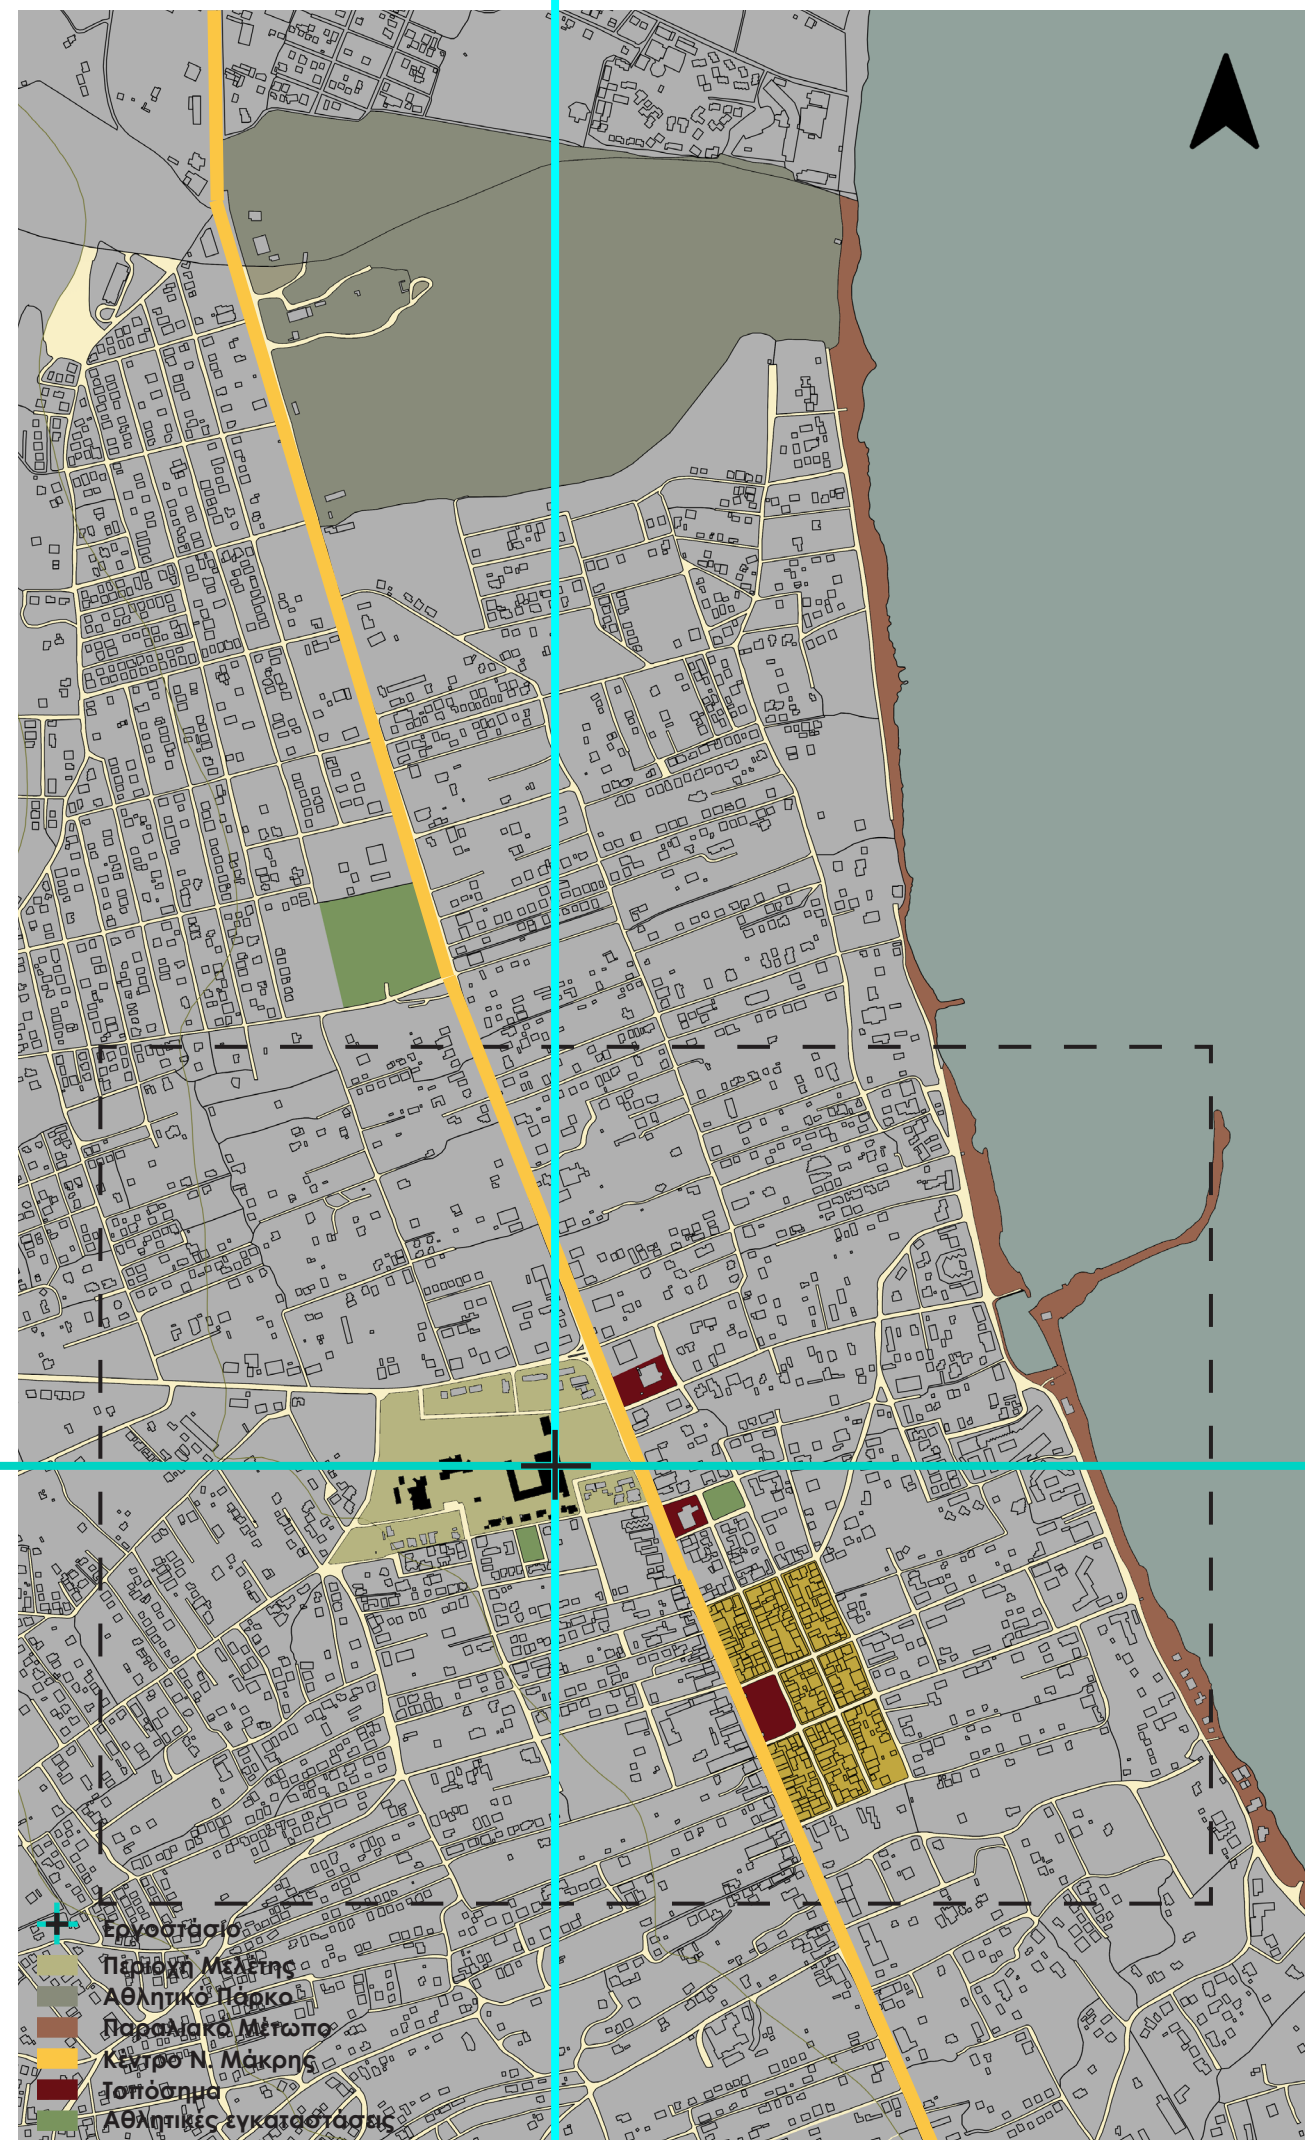 Εργοστάσιο
Περιοχή Μελέτης
Αθλητικό Πάρκο
Παραλιακό Μέτωπο
Κέντρο Ν. Μάκρης
Τοπόσημα
Αθλητικές εγκαταστάσεις